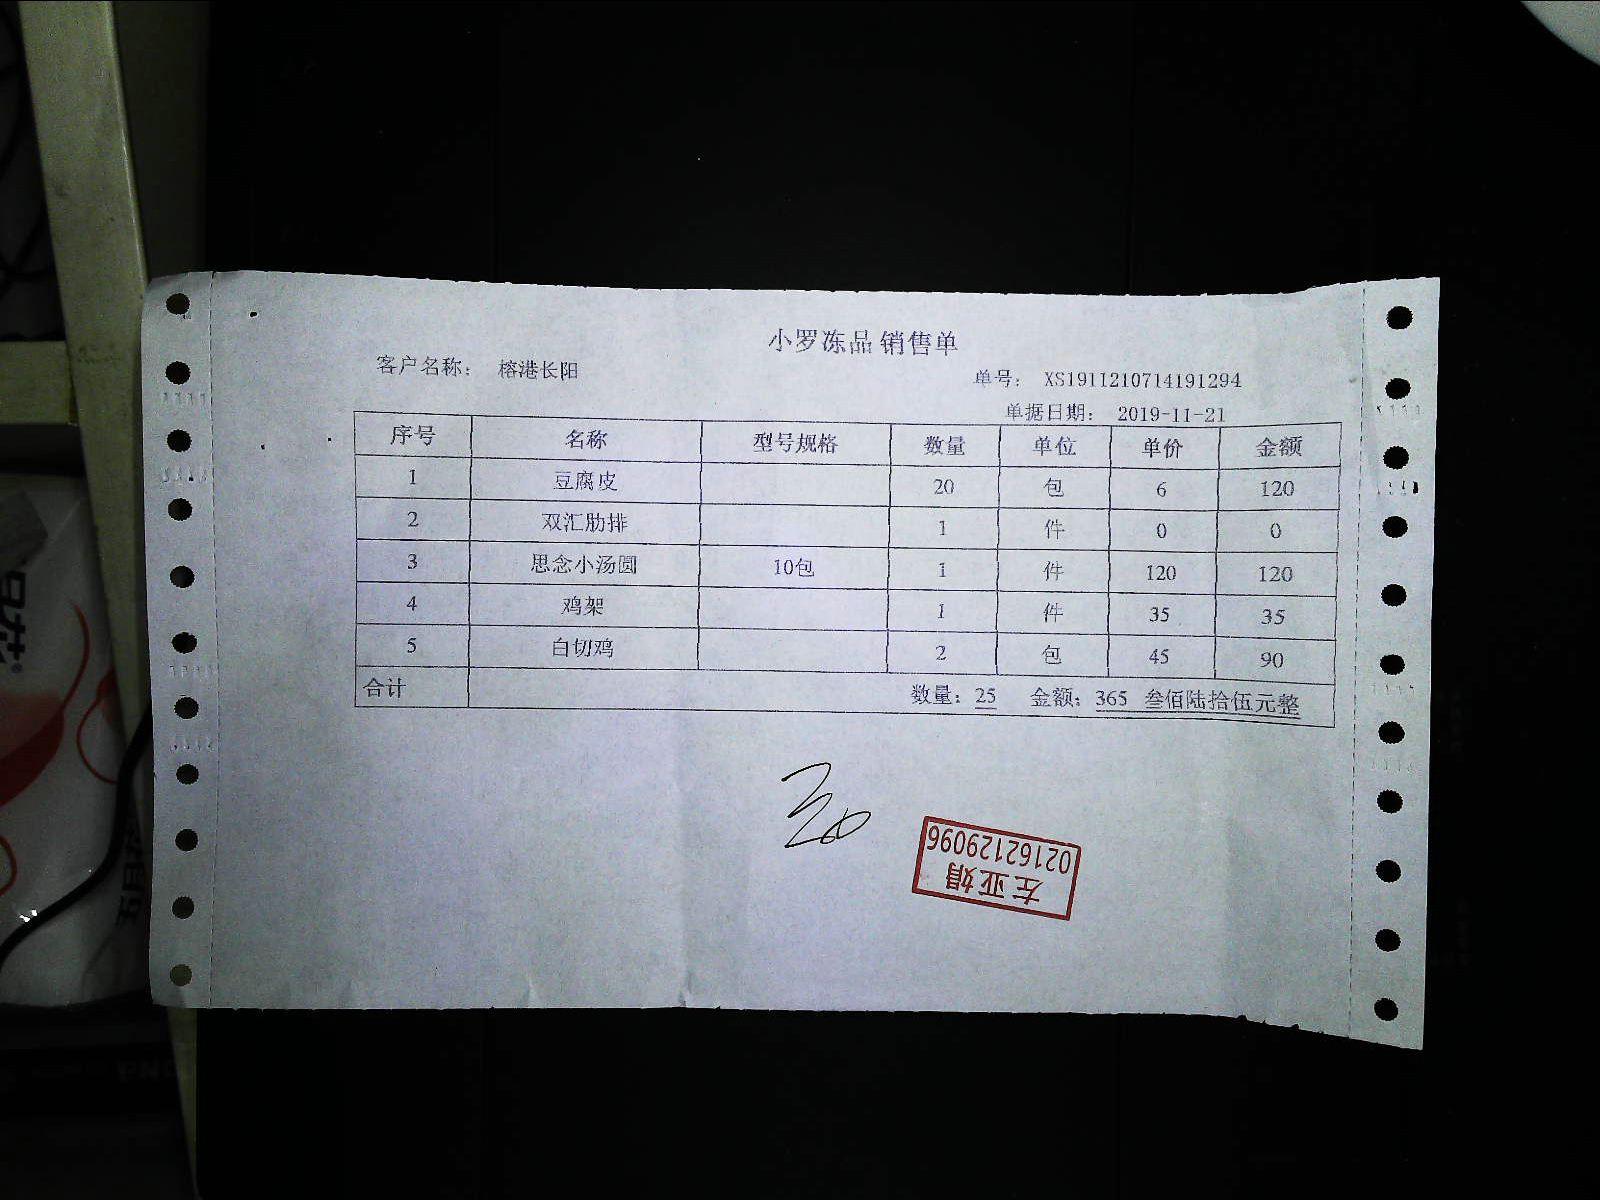 小罗冻品 销售单
客户名称： 榕港长阳
单号： XS1911210714191294
单据日期： 2019-11-21
序号 名称 型号规格 数量 单位 单价 金额
1 豆腐皮 20 包 6 120
2 双汇肋排 1 件 0 0
3 思念小汤圆 10包 1 件 120 120
4 鸡架 1 件 35 35
5 白切鸡 2 包 45 90
合计 数量：25 金额：365 叁佰陆拾伍元整
左亚娟
021621129096